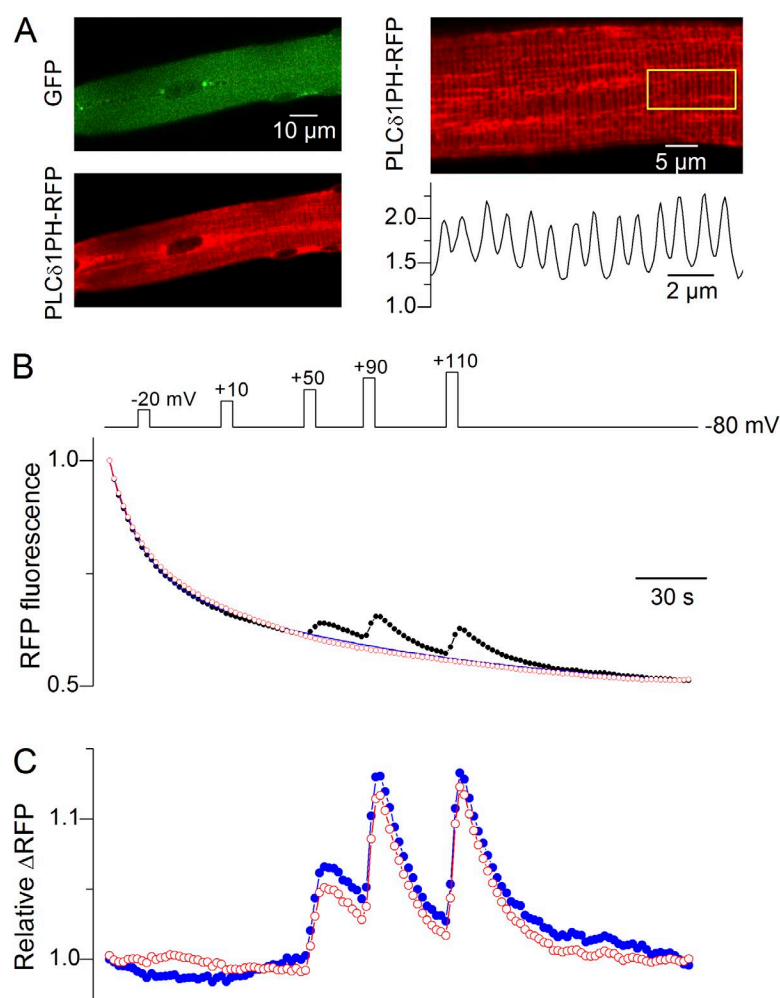 A
GFP
10 µm
PLCδ1PH-RFP
PLCδ1PH-RFP
5 µm
2.0
1.5
1.0
2 µm
B
-20 mV
+10
+50
+90
+110
-80 mV
RFP fluorescence
1.0
0.5
30 s
C
Relative ΔRFP
1.1
1.0